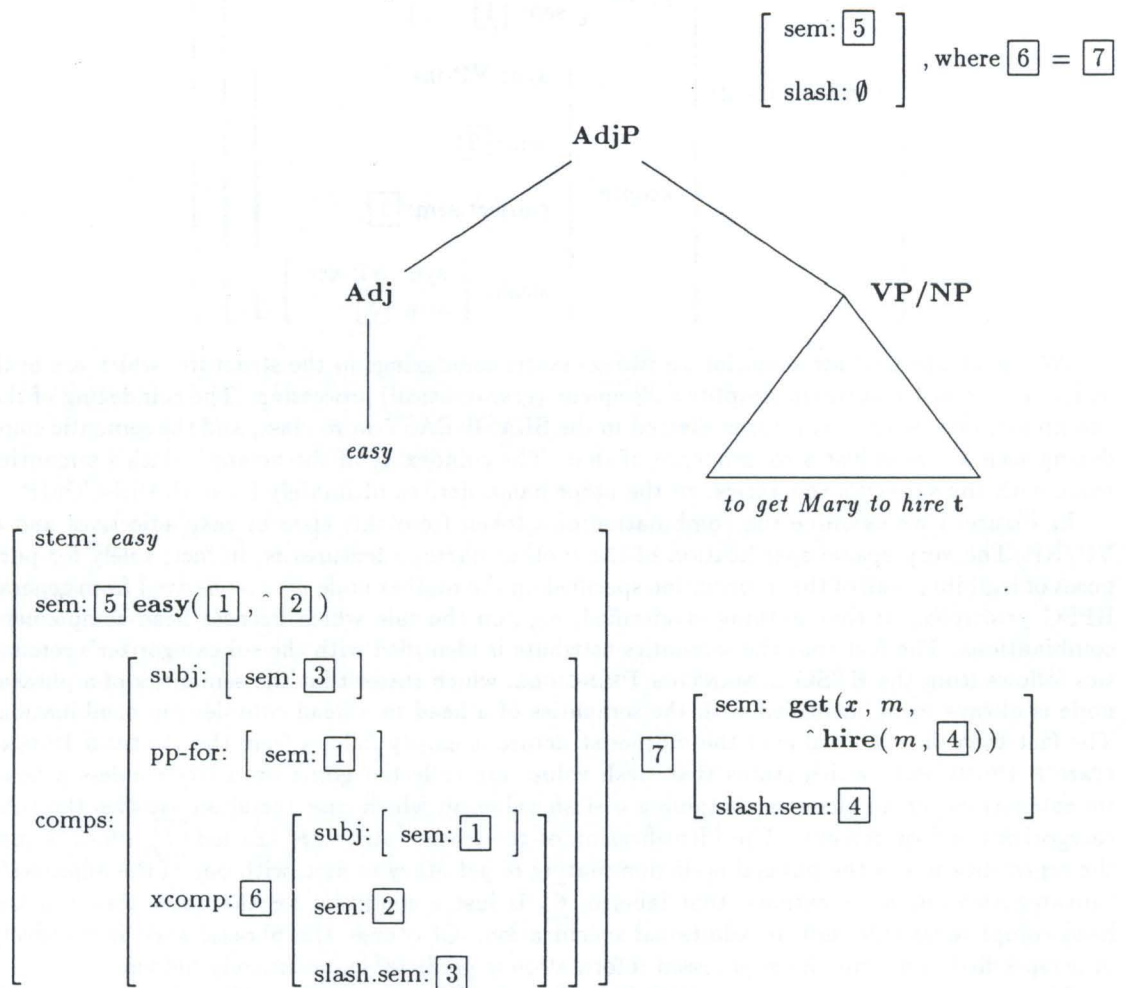 sem: 5
slash: ∅
, where 6 = 7
AdjP
Adj
VP/NP
easy
to get Mary to hire t
stem: easy
sem: 5 easy( 1 , 2 )
comps:
subj: [ sem: 3 ]
pp-for: [ sem: 1 ]
xcomp: 6
subj: [ sem: 1 ]
sem: 2
slash.sem: 3
7
sem: get(x, m,
^hire(m, 4 ))
slash.sem: 4